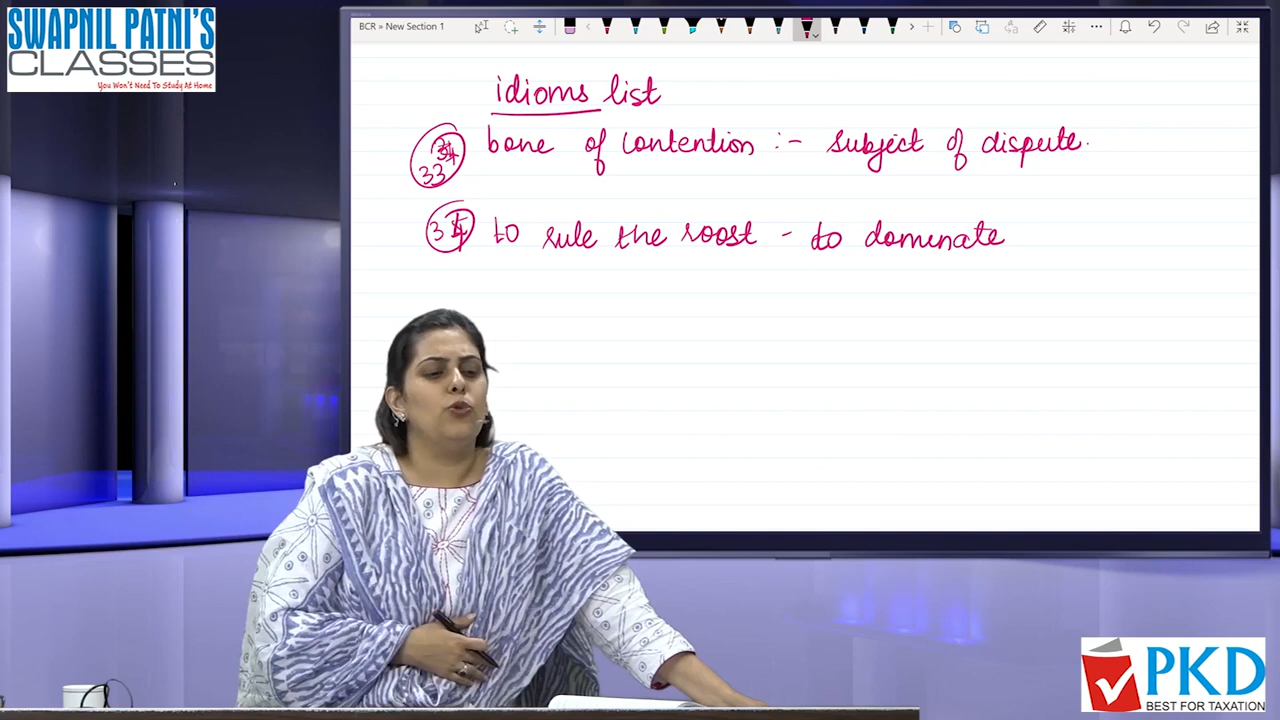 SWAPNIL PATNI'S
CLASSES
You Won't Need To Study At Home
BCR » New Section 1
idioms list
33 bone of contention :- subject of dispute.
34 to rule the roost - to dominate
PKD
BEST FOR TAXATION